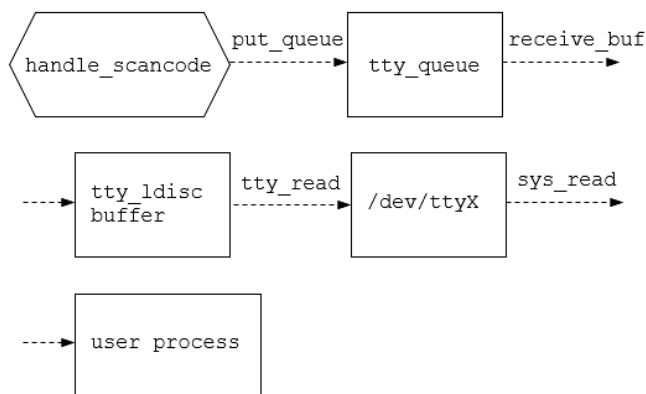 put_queue
receive_buf
handle_scancode
tty_queue
tty_ldisc
buffer
tty_read
/dev/ttyX
sys_read
user process